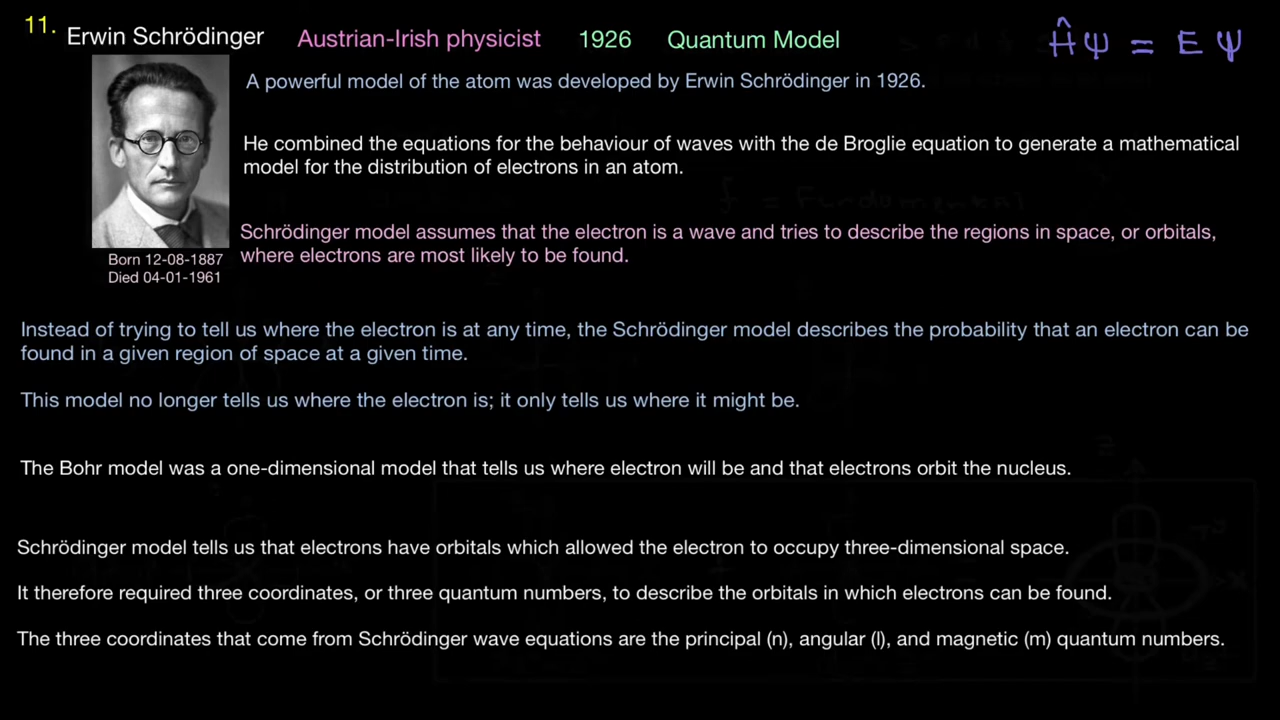 11. Erwin Schrödinger Austrian-Irish physicist 1926 Quantum Model Ĥψ = Eψ
A powerful model of the atom was developed by Erwin Schrödinger in 1926.
He combined the equations for the behaviour of waves with the de Broglie equation to generate a mathematical
model for the distribution of electrons in an atom.
Schrödinger model assumes that the electron is a wave and tries to describe the regions in space, or orbitals,
where electrons are most likely to be found.
Born 12-08-1887
Died 04-01-1961
Instead of trying to tell us where the electron is at any time, the Schrödinger model describes the probability that an electron can be
found in a given region of space at a given time.
This model no longer tells us where the electron is; it only tells us where it might be.
The Bohr model was a one-dimensional model that tells us where electron will be and that electrons orbit the nucleus.
Schrödinger model tells us that electrons have orbitals which allowed the electron to occupy three-dimensional space.
It therefore required three coordinates, or three quantum numbers, to describe the orbitals in which electrons can be found.
The three coordinates that come from Schrödinger wave equations are the principal (n), angular (l), and magnetic (m) quantum numbers.